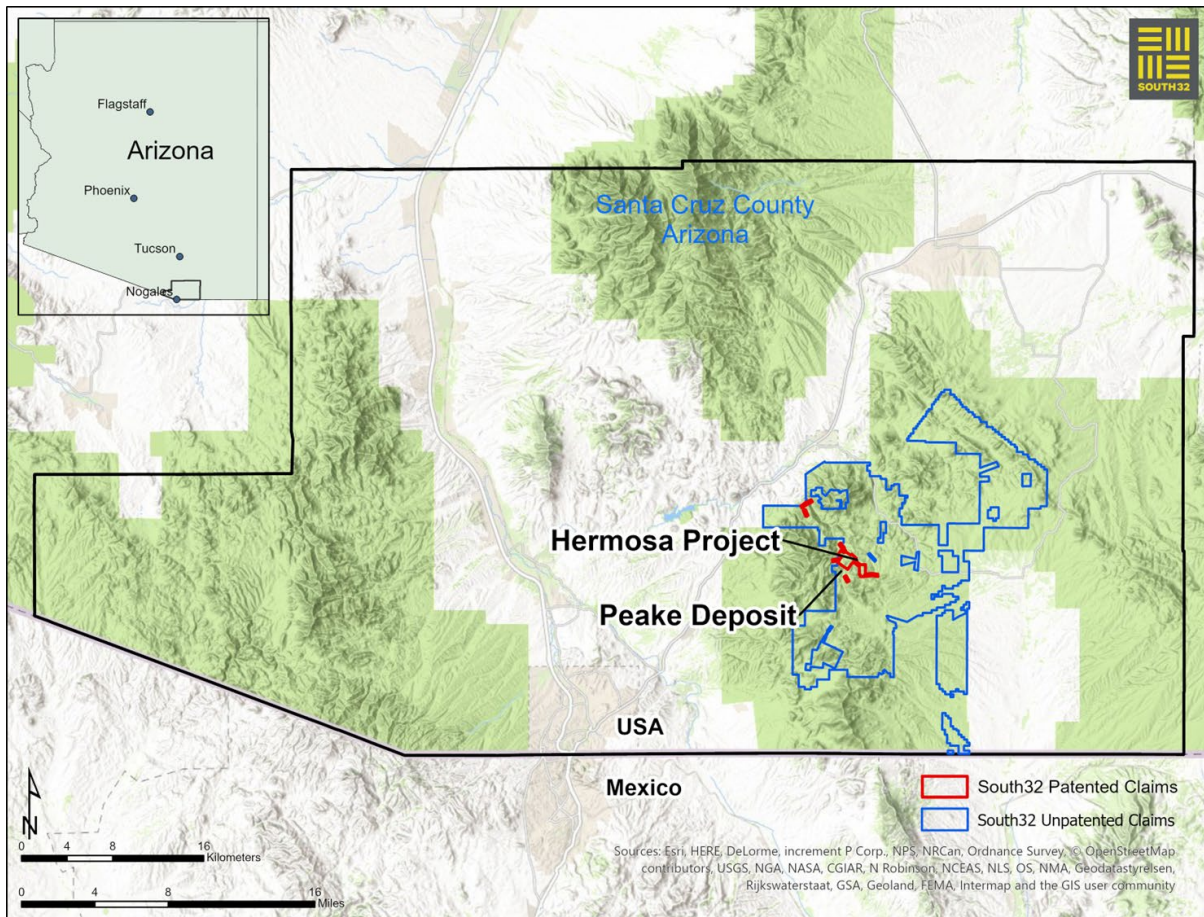 SOUTH32
Flagstaff
Arizona
Phoenix
Tucson
Nogales
Santa Cruz County
Arizona
Hermosa Project
Peake Deposit
USA
Mexico
South32 Patented Claims
South32 Unpatented Claims
N
0 4 8 16
Kilometers
0 4 8 16
Miles
Sources: Esri, HERE, DeLorme, increment P Corp., NPS, NRCan, Ordnance Survey, © OpenStreetMap
contributors, USGS, NGA, NASA, CGIAR, N Robinson, NCEAS, NLS, OS, NMA, Geodatastyrelsen,
Rijkswaterstaat, GSA, Geoland, FEMA, Intermap and the GIS user community